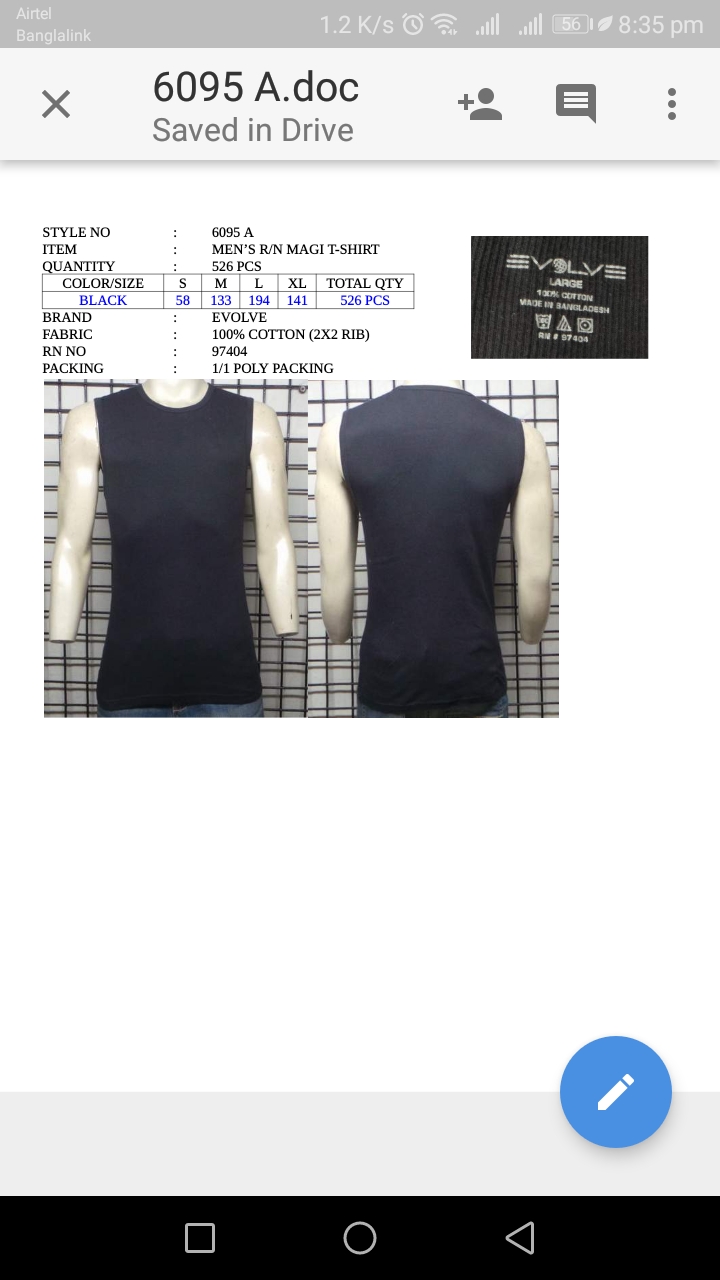 Airtel
Banglalink
1.2 K/s 56 8:35 pm
6095 A.doc
Saved in Drive
STYLE NO : 6095 A
ITEM : MEN’S R/N MAGI T-SHIRT
QUANTITY : 526 PCS
COLOR/SIZE S M L XL TOTAL QTY
BLACK 58 133 194 141 526 PCS
BRAND : EVOLVE
FABRIC : 100% COTTON (2X2 RIB)
RN NO : 97404
PACKING : 1/1 POLY PACKING
EVOLVE
LARGE
100% COTTON
MADE IN BANGLADESH
RN # 97404